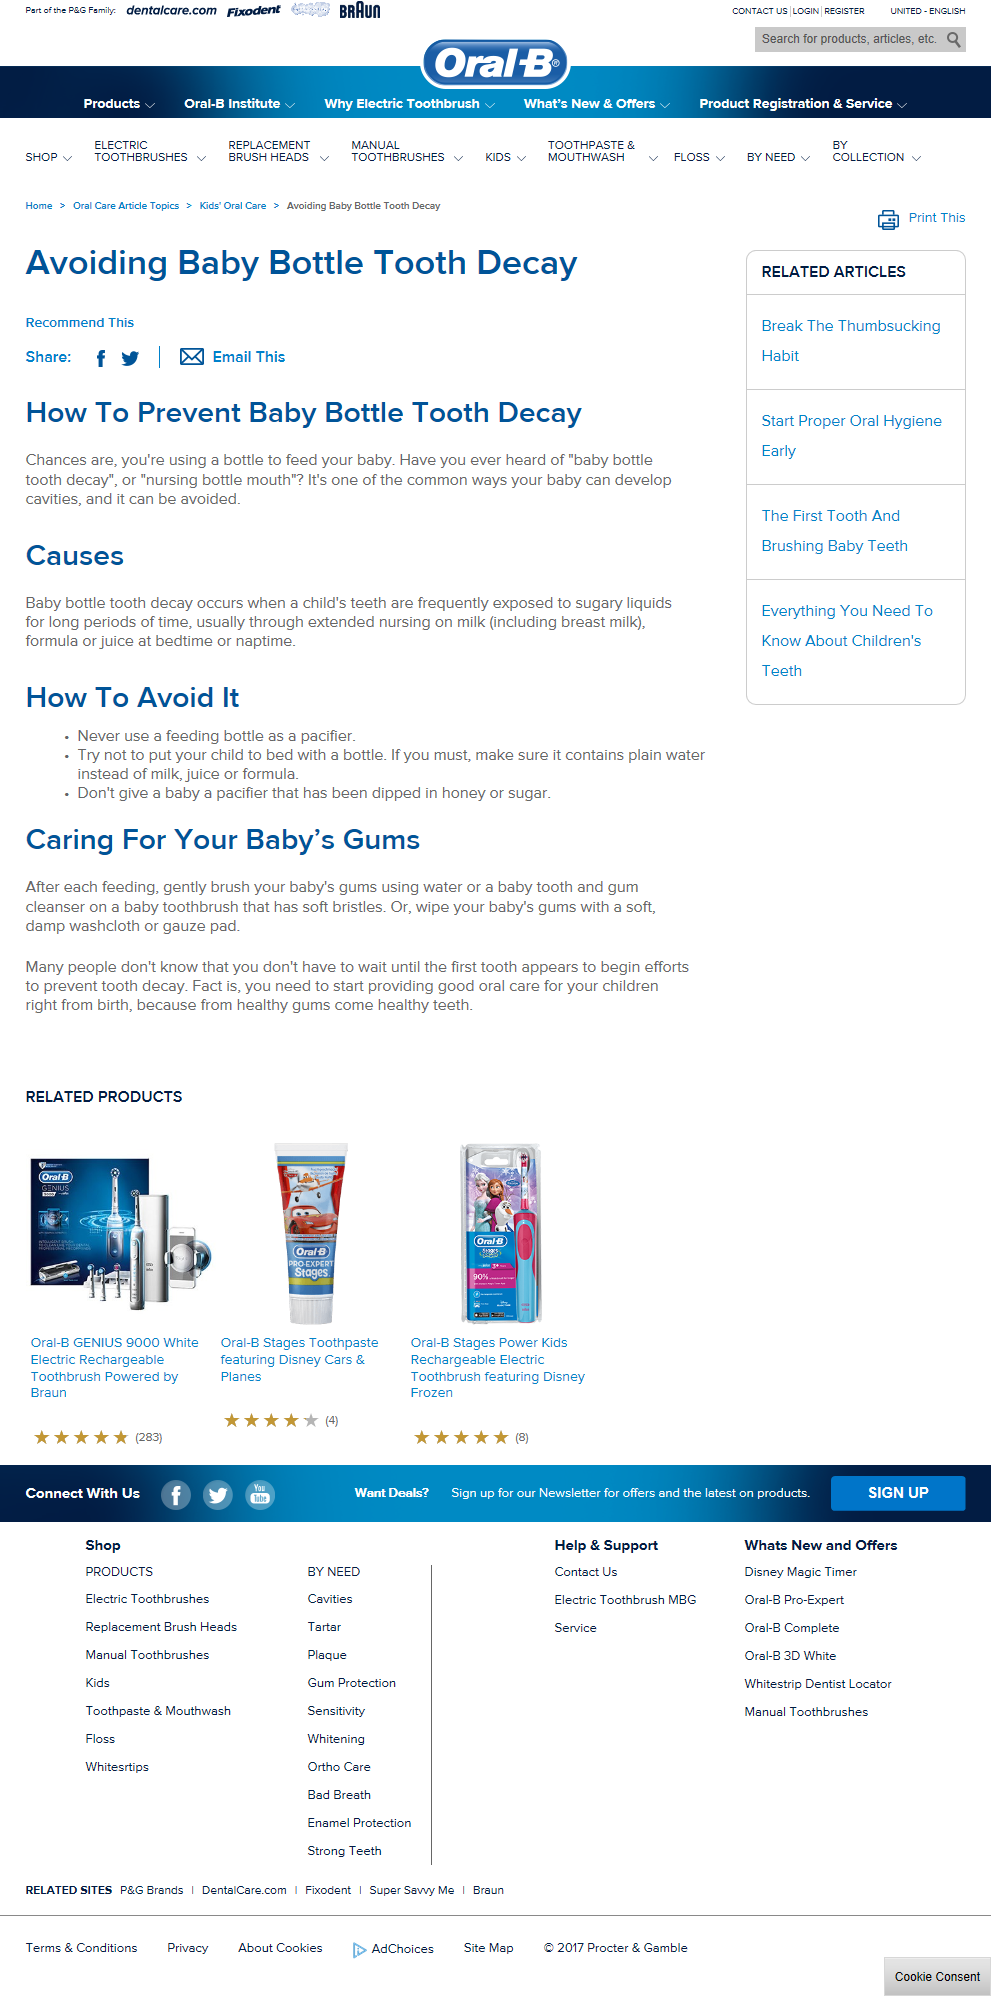 Part of the P&G Family: dentalcare.com Fixodent BRAUN
CONTACT US | LOGIN | REGISTER UNITED - ENGLISH
Search for products, articles, etc.
Oral-B®
Products Oral-B Institute Why Electric Toothbrush What's New & Offers Product Registration & Service
SHOP
ELECTRIC
TOOTHBRUSHES
REPLACEMENT
BRUSH HEADS
MANUAL
TOOTHBRUSHES
KIDS
TOOTHPASTE &
MOUTHWASH
FLOSS
BY NEED
BY
COLLECTION
Home > Oral Care Article Topics > Kids' Oral Care > Avoiding Baby Bottle Tooth Decay
Print This
Avoiding Baby Bottle Tooth Decay
Recommend This
Share: Email This
How To Prevent Baby Bottle Tooth Decay
Chances are, you're using a bottle to feed your baby. Have you ever heard of "baby bottle
tooth decay", or "nursing bottle mouth"? It's one of the common ways your baby can develop
cavities, and it can be avoided.
Causes
Baby bottle tooth decay occurs when a child's teeth are frequently exposed to sugary liquids
for long periods of time, usually through extended nursing on milk (including breast milk),
formula or juice at bedtime or naptime.
How To Avoid It
• Never use a feeding bottle as a pacifier.
• Try not to put your child to bed with a bottle. If you must, make sure it contains plain water
instead of milk, juice or formula.
• Don't give a baby a pacifier that has been dipped in honey or sugar.
Caring For Your Baby's Gums
After each feeding, gently brush your baby's gums using water or a baby tooth and gum
cleanser on a baby toothbrush that has soft bristles. Or, wipe your baby's gums with a soft,
damp washcloth or gauze pad.
Many people don't know that you don't have to wait until the first tooth appears to begin efforts
to prevent tooth decay. Fact is, you need to start providing good oral care for your children
right from birth, because from healthy gums come healthy teeth.
RELATED ARTICLES
Break The Thumbsucking
Habit
Start Proper Oral Hygiene
Early
The First Tooth And
Brushing Baby Teeth
Everything You Need To
Know About Children's
Teeth
RELATED PRODUCTS
Oral-B
GENIUS
Oral-B
PRO-EXPERT
Stages
Oral-B
3+
90%
Oral-B GENIUS 9000 White
Electric Rechargeable
Toothbrush Powered by
Braun
(283)
Oral-B Stages Toothpaste
featuring Disney Cars &
Planes
(4)
Oral-B Stages Power Kids
Rechargeable Electric
Toothbrush featuring Disney
Frozen
(8)
Connect With Us You Tube Want Deals? Sign up for our Newsletter for offers and the latest on products. SIGN UP
Shop
PRODUCTS
Electric Toothbrushes
Replacement Brush Heads
Manual Toothbrushes
Kids
Toothpaste & Mouthwash
Floss
Whitesrtips
BY NEED
Cavities
Tartar
Plaque
Gum Protection
Sensitivity
Whitening
Ortho Care
Bad Breath
Enamel Protection
Strong Teeth
Help & Support
Contact Us
Electric Toothbrush MBG
Service
Whats New and Offers
Disney Magic Timer
Oral-B Pro-Expert
Oral-B Complete
Oral-B 3D White
Whitestrip Dentist Locator
Manual Toothbrushes
RELATED SITES P&G Brands | DentalCare.com | Fixodent | Super Savvy Me | Braun
Terms & Conditions Privacy About Cookies AdChoices Site Map © 2017 Procter & Gamble
Cookie Consent